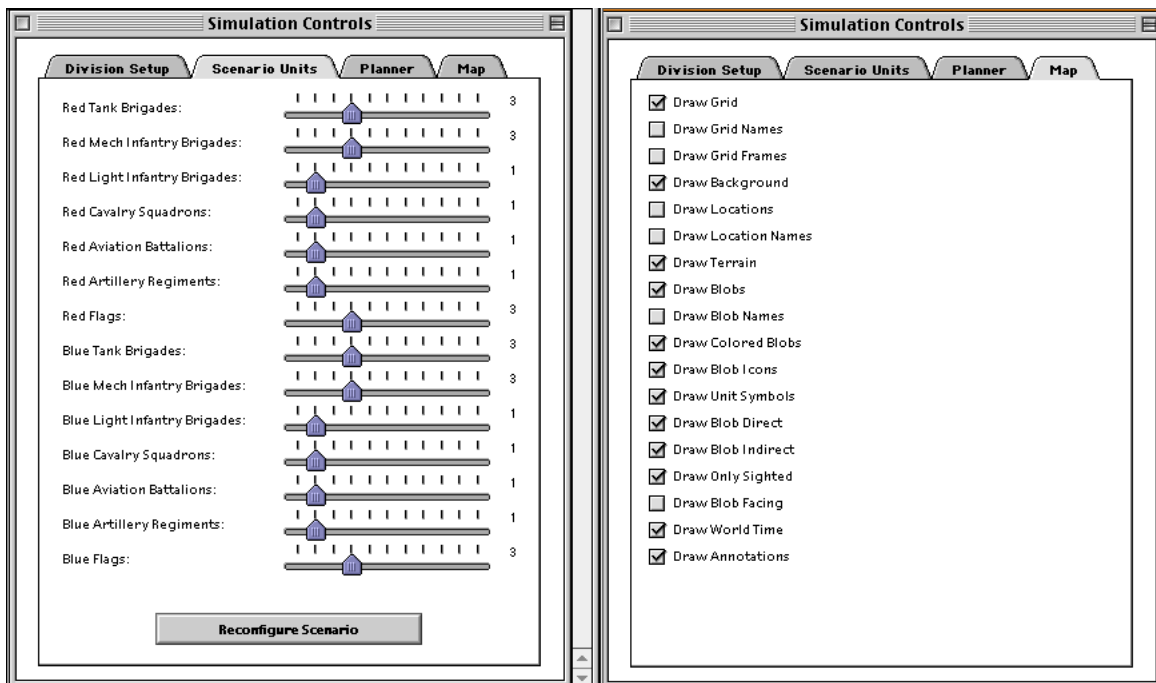 Simulation Controls
Division Setup Scenario Units Planner Map
Red Tank Brigades: 3
Red Mech Infantry Brigades: 3
Red Light Infantry Brigades: 1
Red Cavalry Squadrons: 1
Red Aviation Battalions: 1
Red Artillery Regiments: 1
Red Flags: 3
Blue Tank Brigades: 3
Blue Mech Infantry Brigades: 3
Blue Light Infantry Brigades: 1
Blue Cavalry Squadrons: 1
Blue Aviation Battalions: 1
Blue Artillery Regiments: 1
Blue Flags: 3
Reconfigure Scenario
Simulation Controls
Division Setup Scenario Units Planner Map
Draw Grid
Draw Grid Names
Draw Grid Frames
Draw Background
Draw Locations
Draw Location Names
Draw Terrain
Draw Blobs
Draw Blob Names
Draw Colored Blobs
Draw Blob Icons
Draw Unit Symbols
Draw Blob Direct
Draw Blob Indirect
Draw Only Sighted
Draw Blob Facing
Draw World Time
Draw Annotations